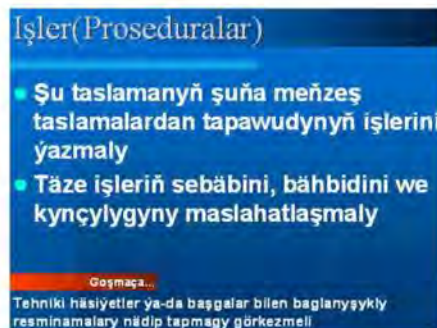 Işler(Proseduralar)
Şu taslamanyň şuňa meňzeş
taslamalardan tapawudynyň işlerini
ýazmaly
Täze işleriň sebäbini, bähbidini we
kynçylygyny maslahatlaşmaly
Goşmaça...
Tehniki häsiýetler ýa-da başgalar bilen baglanyşykly
resminamalary nädip tapmagy görkezmeli